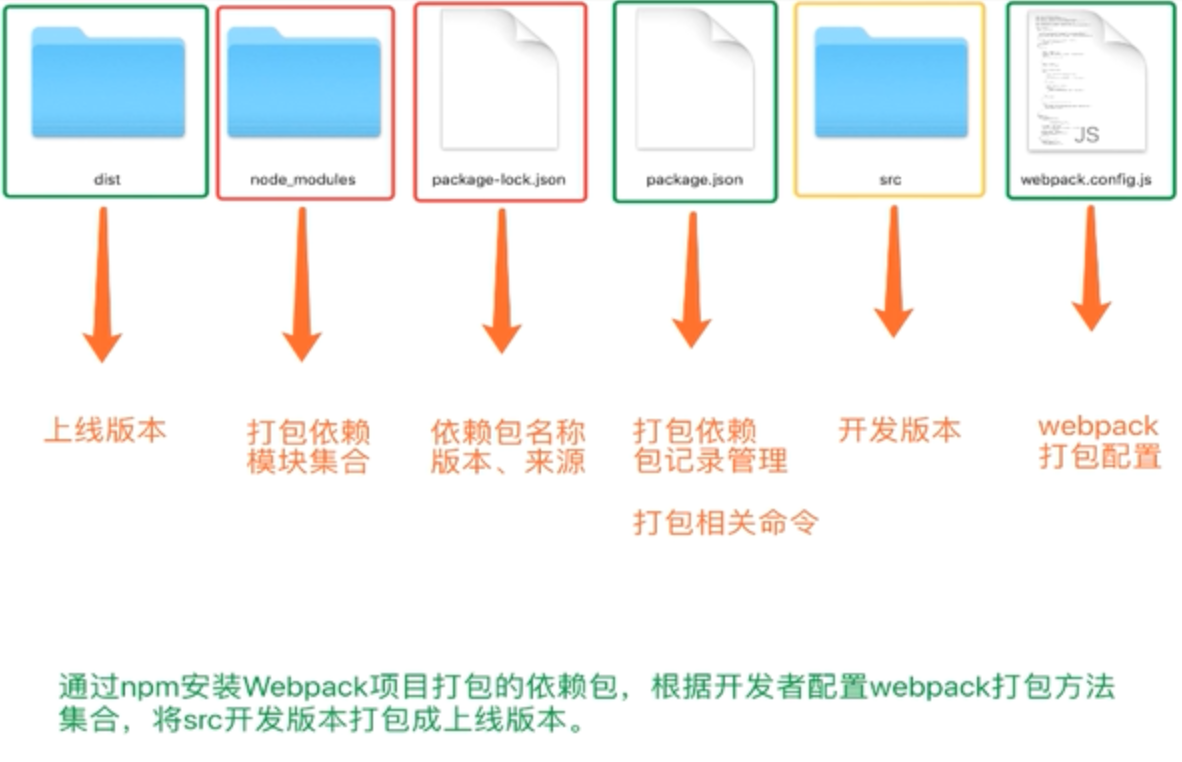 dist
node_modules
package-lock.json
package.json
src
JS
webpack.config.js
上线版本
打包依赖
模块集合
依赖包名称
版本、来源
打包依赖
包记录管理
打包相关命令
开发版本
webpack
打包配置
通过npm安装Webpack项目打包的依赖包，根据开发者配置webpack打包方法
集合，将src开发版本打包成上线版本。